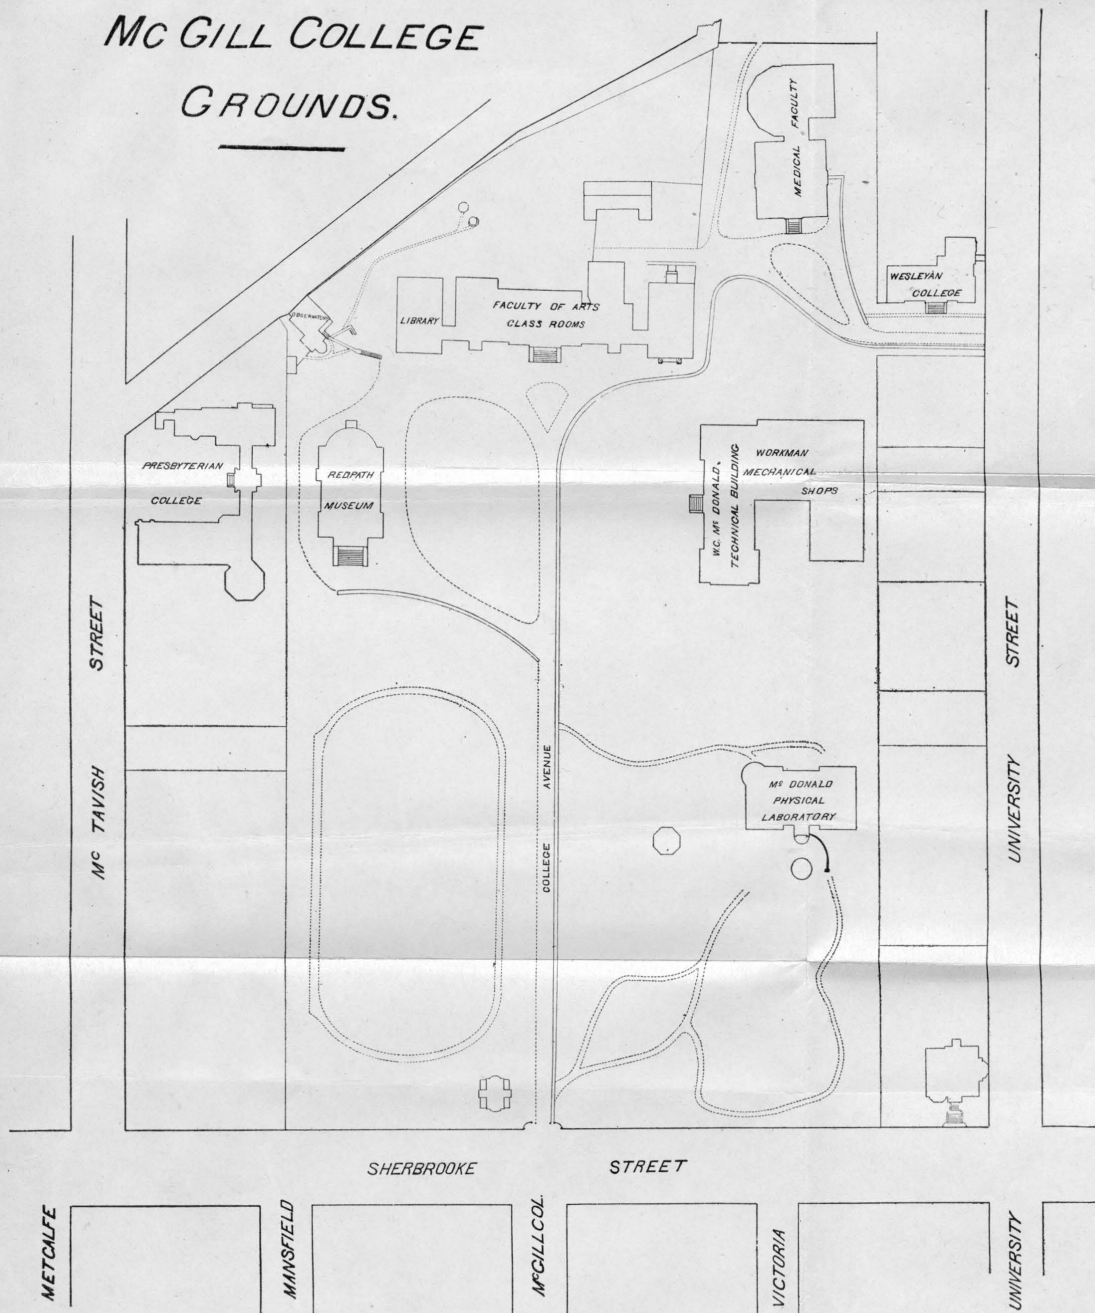 MC GILL COLLEGE
GROUNDS.
MEDICAL FACULTY
WESLEYAN
COLLEGE
OBSERVATORY
LIBRARY
FACULTY OF ARTS
CLASS ROOMS
PRESBYTERIAN
COLLEGE
REDPATH
MUSEUM
W.C. Mc DONALD.
TECHNICAL BUILDING
WORKMAN
MECHANICAL
SHOPS
Mc TAVISH STREET
COLLEGE AVENUE
Mc DONALD
PHYSICAL
LABORATORY
UNIVERSITY STREET
SHERBROOKE STREET
METCALFE
MANSFIELD
McGILL COL.
VICTORIA
UNIVERSITY